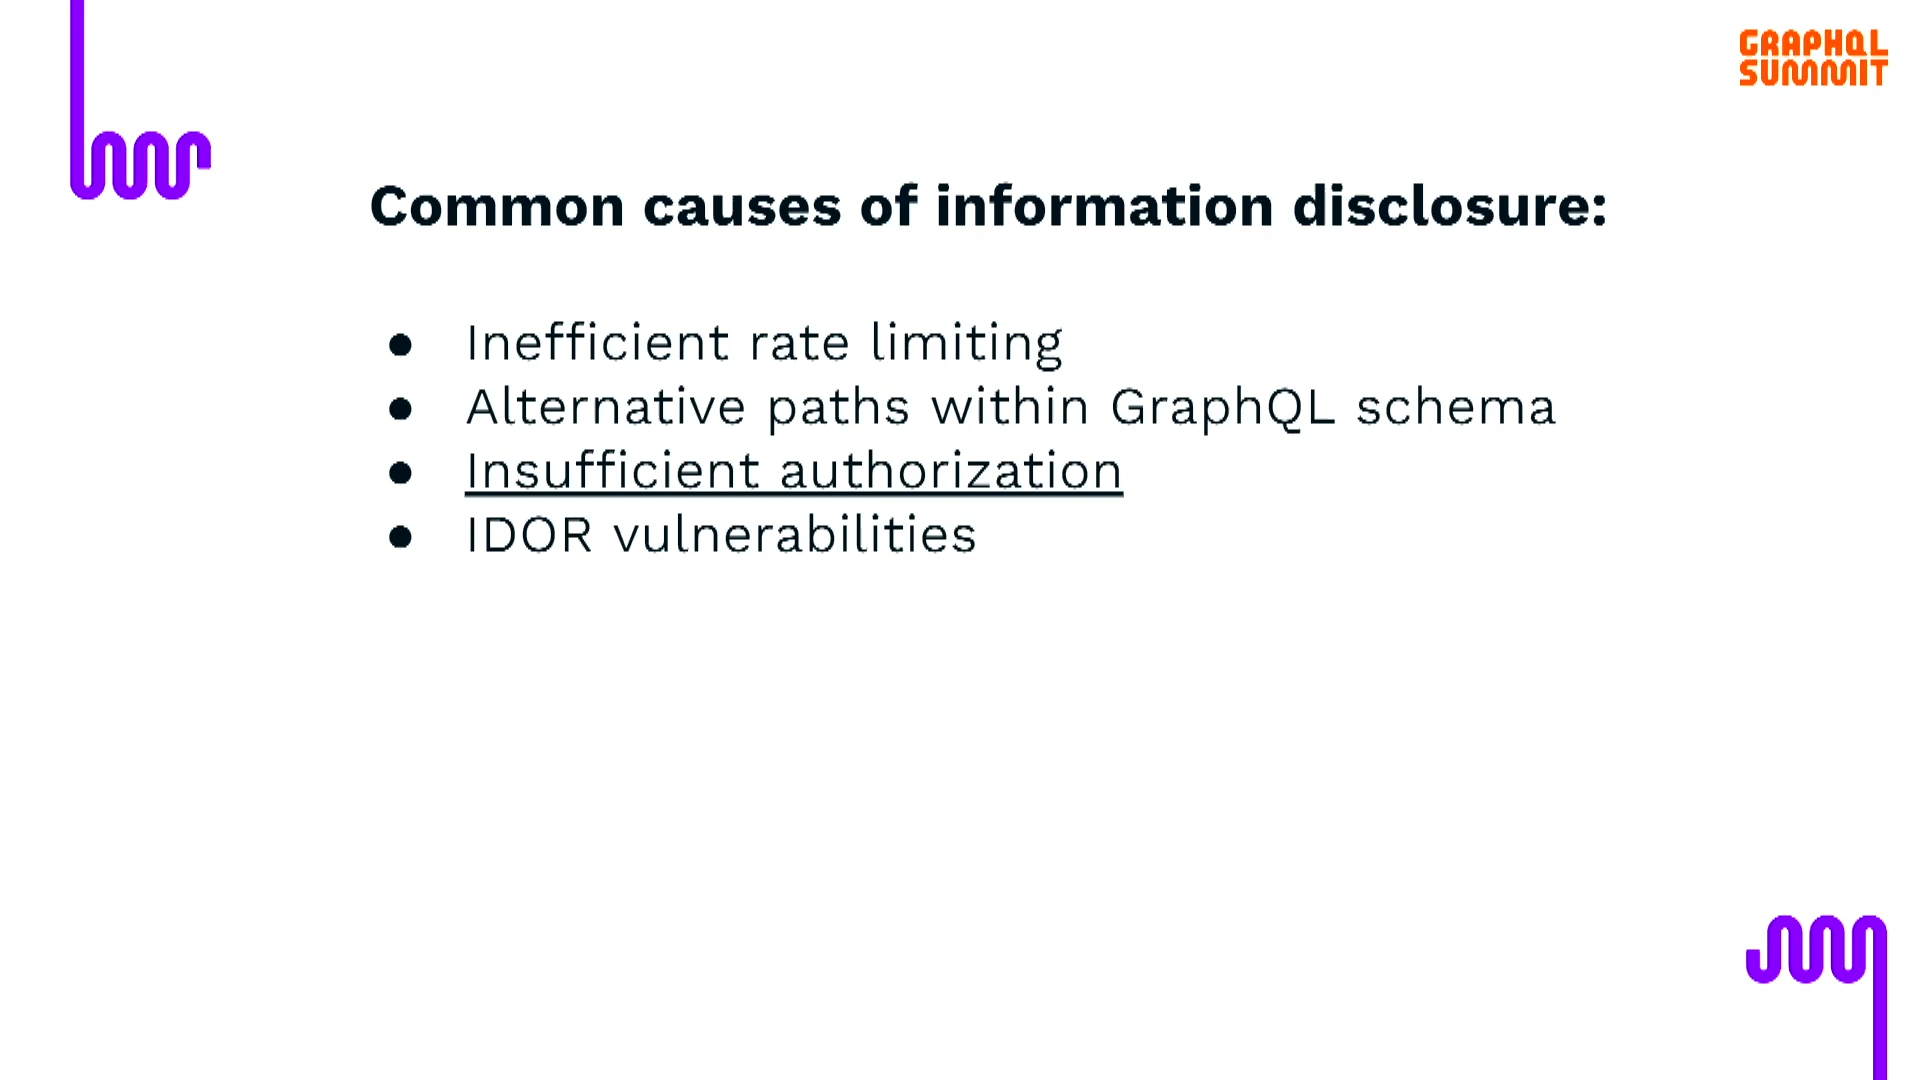 GRAPHQL
SUMMIT
Common causes of information disclosure:
● Inefficient rate limiting
● Alternative paths within GraphQL schema
● Insufficient authorization
● IDOR vulnerabilities